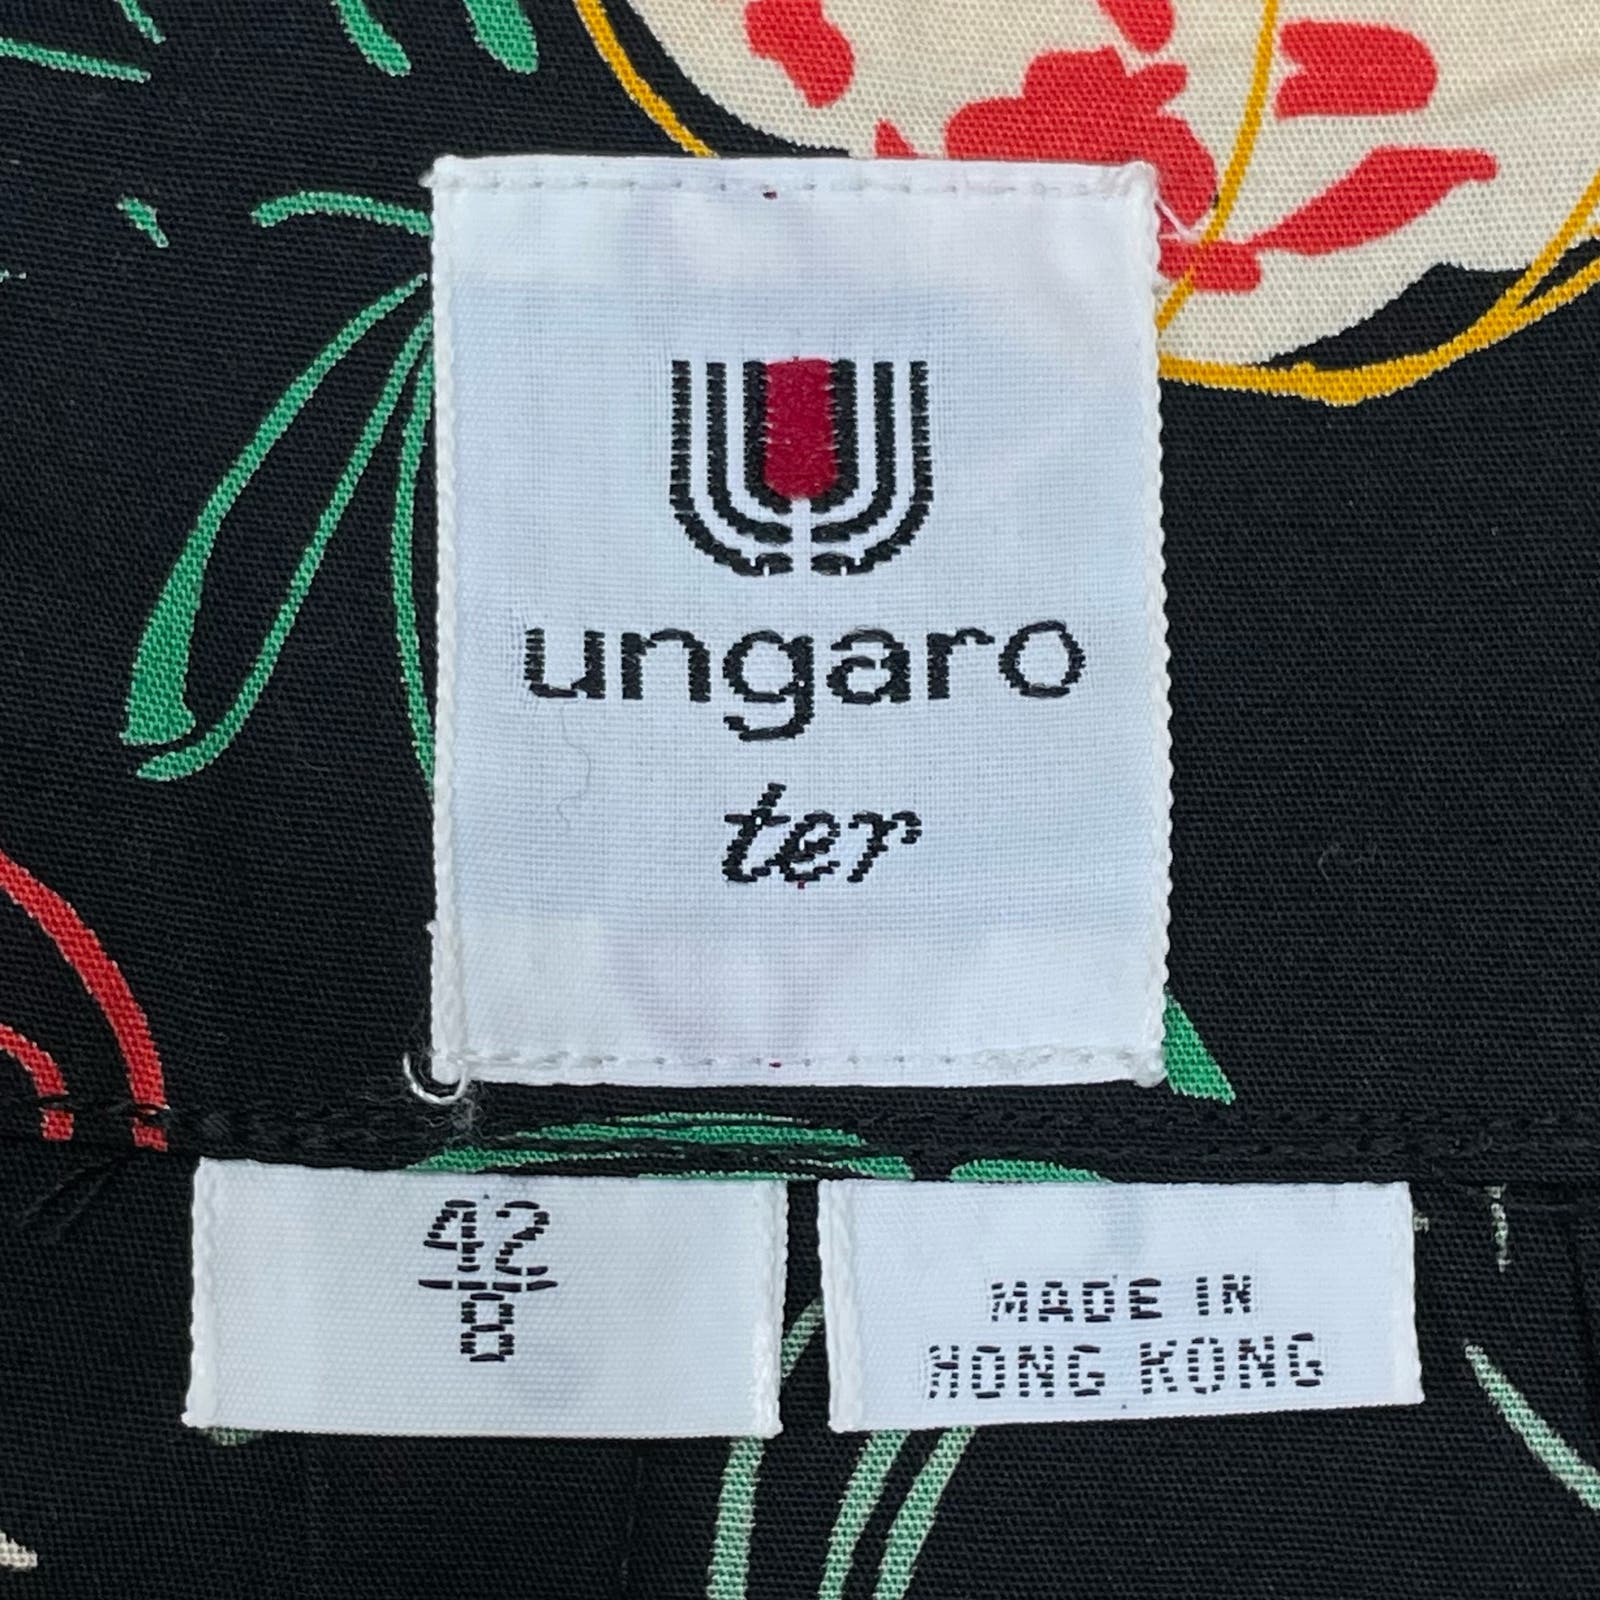 ungaro
ter
42
8
MADE IN
HONG KONG